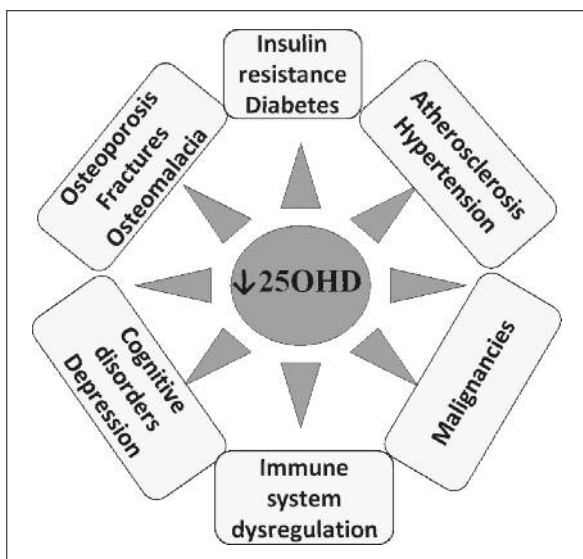 Insulin
resistance
Diabetes
Atherosclerosis
Hypertension
Malignancies
Immune
system
dysregulation
Cognitive
disorders
Depression
Osteoporosis
Fractures
Osteomalacia
↓25OHD